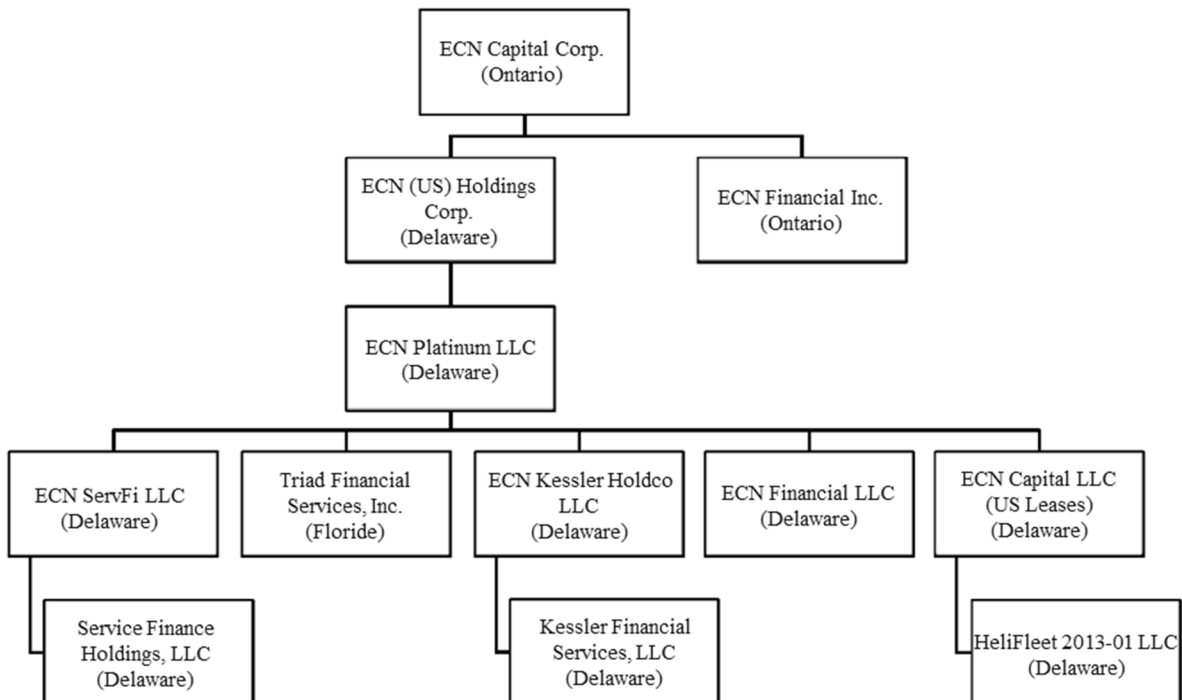 ECN Capital Corp.
(Ontario)
ECN (US) Holdings
Corp.
(Delaware)
ECN Financial Inc.
(Ontario)
ECN Platinum LLC
(Delaware)
ECN ServFi LLC
(Delaware)
Triad Financial
Services, Inc.
(Floride)
ECN Kessler Holdco
LLC
(Delaware)
ECN Financial LLC
(Delaware)
ECN Capital LLC
(US Leases)
(Delaware)
Service Finance
Holdings, LLC
(Delaware)
Kessler Financial
Services, LLC
(Delaware)
HeliFleet 2013-01 LLC
(Delaware)